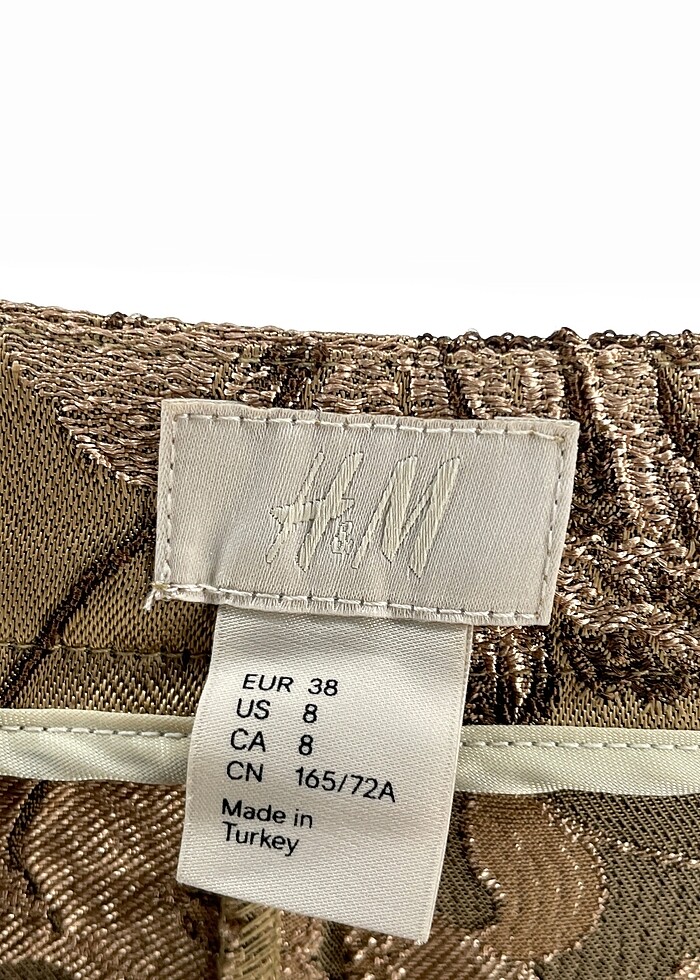 H&M
EUR 38
US 8
CA 8
CN 165/72A
Made in
Turkey